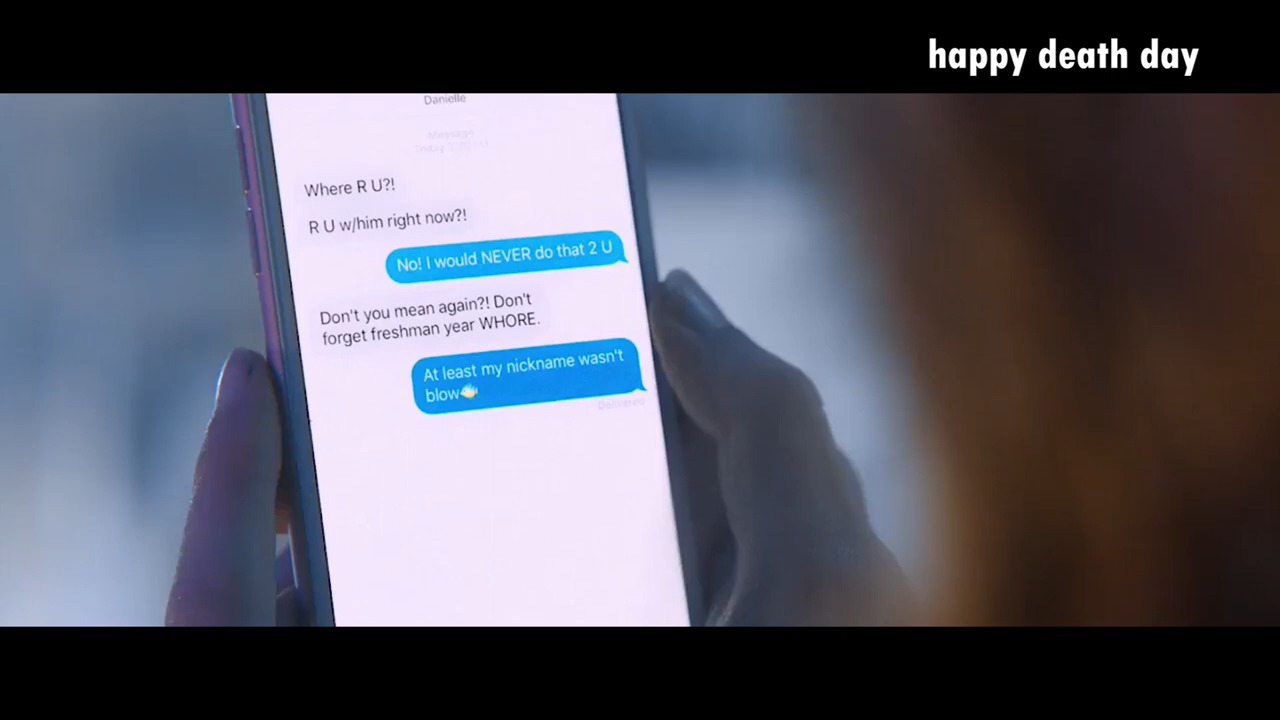 happy death day
Danielle
Where R U?!
R U w/him right now?!
No! I would NEVER do that 2 U
Don't you mean again?! Don't
forget freshman year WHORE.
At least my nickname wasn't
blow🐡
Delivered